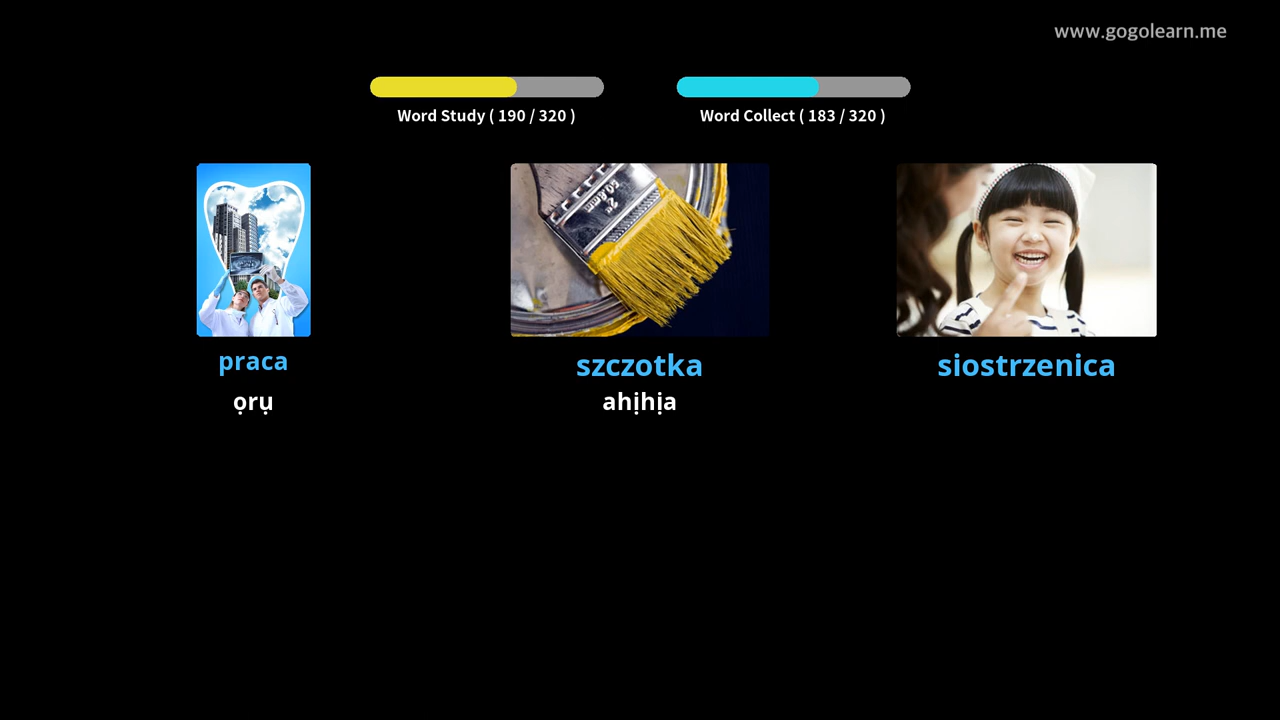 www.gogolearn.me
Word Study ( 190 / 320 )
Word Collect ( 183 / 320 )
praca
szczotka
siostrzenica
ọrụ
ahịhịa